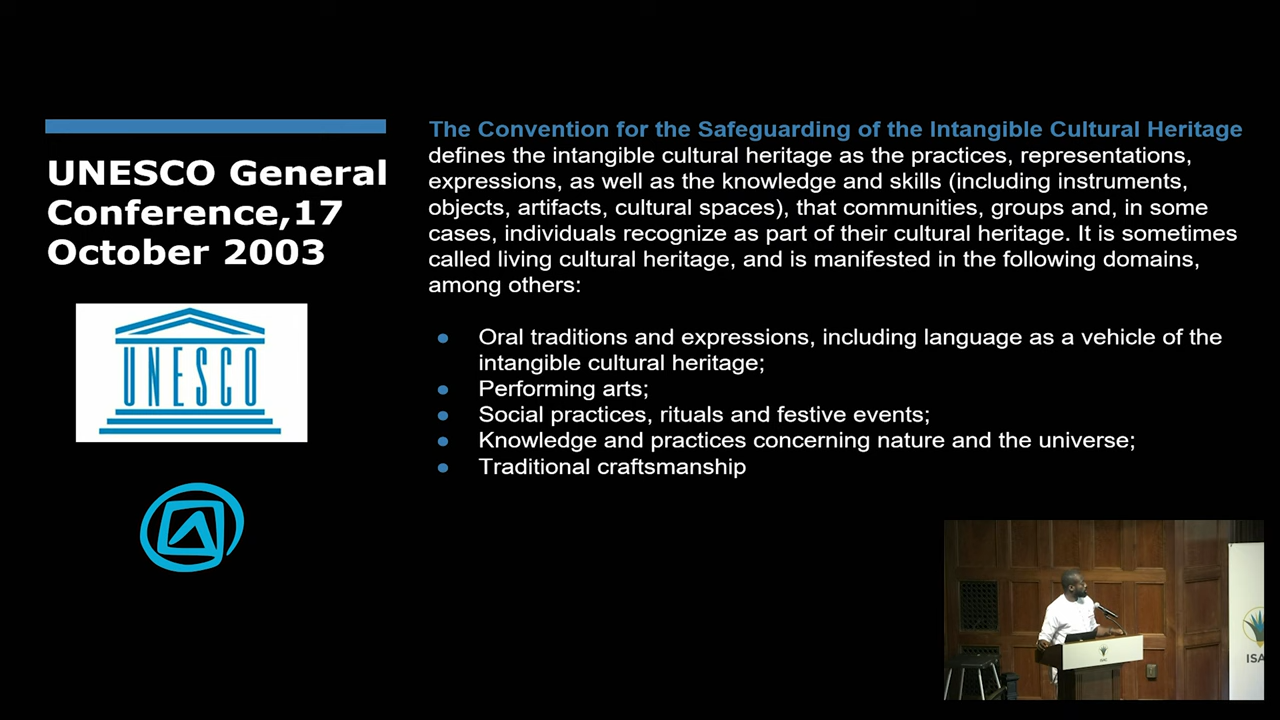 UNESCO General
Conference,17
October 2003
UNESCO
The Convention for the Safeguarding of the Intangible Cultural Heritage
defines the intangible cultural heritage as the practices, representations,
expressions, as well as the knowledge and skills (including instruments,
objects, artifacts, cultural spaces), that communities, groups and, in some
cases, individuals recognize as part of their cultural heritage. It is sometimes
called living cultural heritage, and is manifested in the following domains,
among others:
● Oral traditions and expressions, including language as a vehicle of the
intangible cultural heritage;
● Performing arts;
● Social practices, rituals and festive events;
● Knowledge and practices concerning nature and the universe;
● Traditional craftsmanship